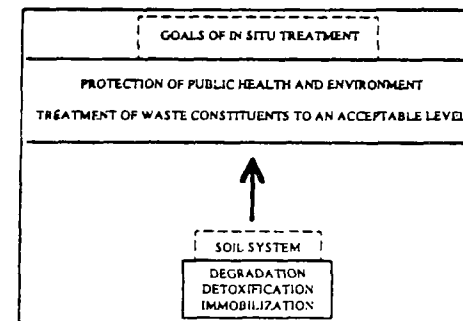 GOALS OF IN SITU TREATMENT
PROTECTION OF PUBLIC HEALTH AND ENVIRONMENT
TREATMENT OF WASTE CONSTITUENTS TO AN ACCEPTABLE LEVEL
SOIL SYSTEM
DEGRADATION
DETOXIFICATION
IMMOBILIZATION